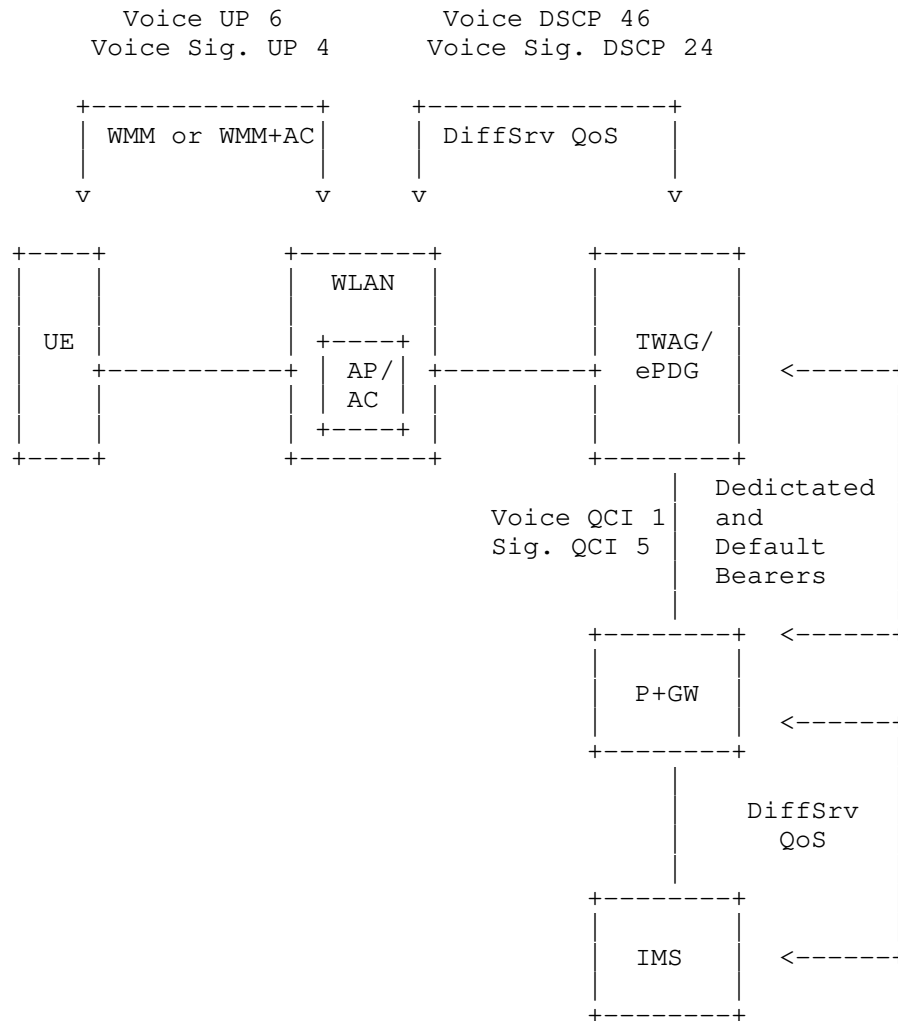 Voice UP 6 Voice DSCP 46
Voice Sig. UP 4 Voice Sig. DSCP 24
WMM or WMM+AC DiffSrv QoS
v v v v
WLAN
UE TWAG/
AP/ ePDG
AC
Dedictated
Voice QCI 1 and
Sig. QCI 5 Default
Bearers
P+GW
DiffSrv
QoS
IMS